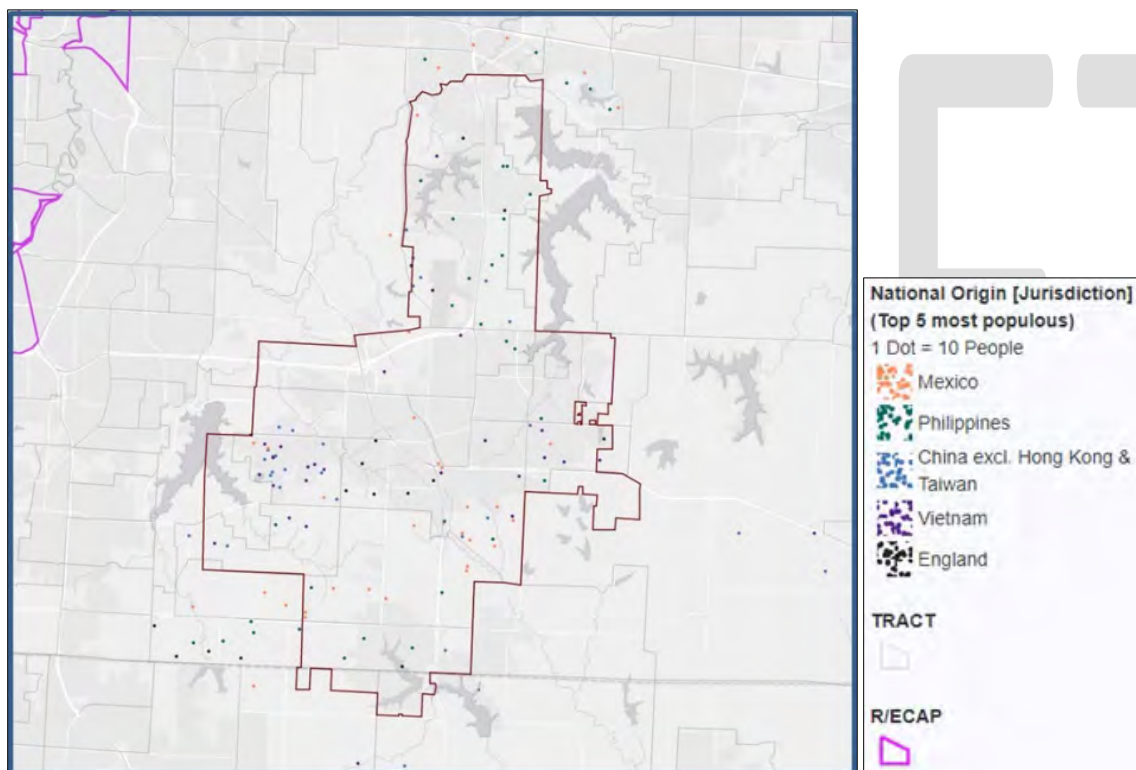 National Origin [Jurisdiction]
(Top 5 most populous)
1 Dot = 10 People
Mexico
Philippines
China excl. Hong Kong &
Taiwan
Vietnam
England
TRACT
R/ECAP